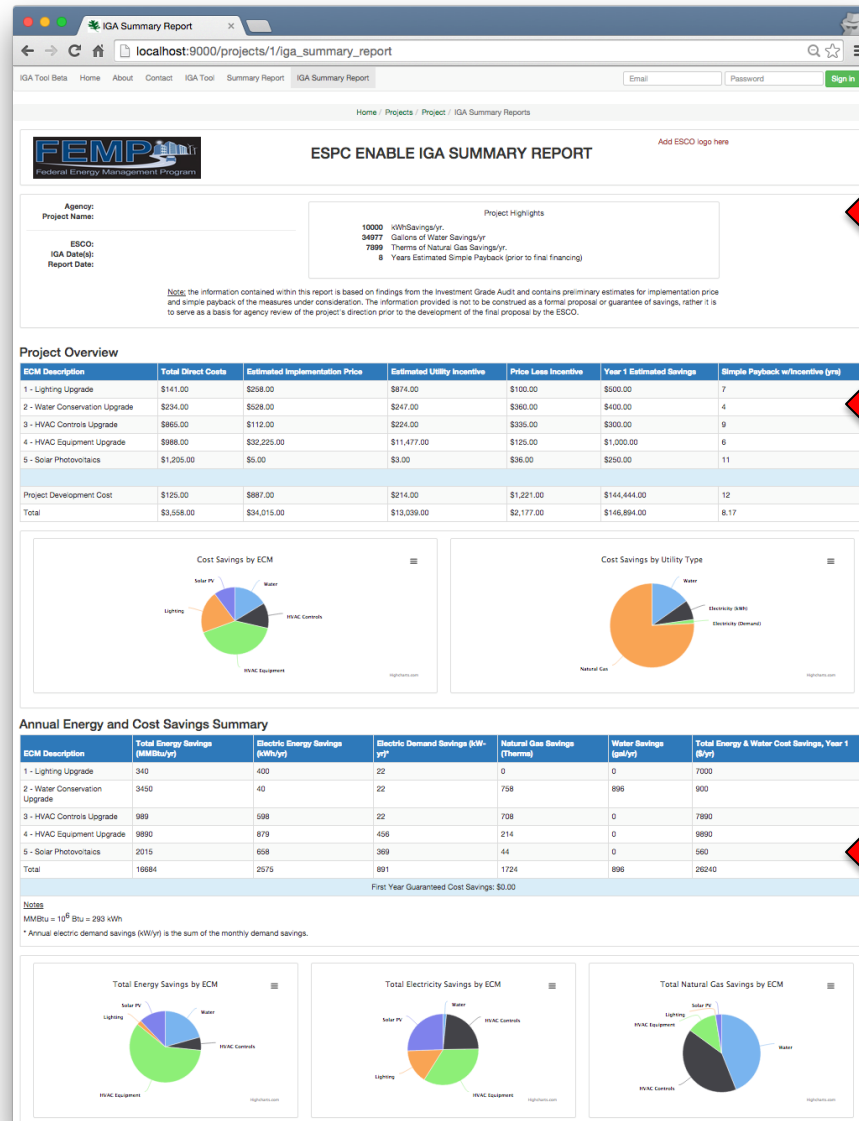 IGA Summary Report ×
localhost:9000/projects/1/iga_summary_report
IGA Tool Beta Home About Contact IGA Tool Summary Report IGA Summary Report Email Password Sign in
Home / Projects / Project / IGA Summary Reports
FEMP
Federal Energy Management Program
ESPC ENABLE IGA SUMMARY REPORT
Add ESCO logo here
Agency:
Project Name:
ESCO:
IGA Date(s):
Report Date:
Project Highlights
10000 kWhSavings/yr.
34977 Gallons of Water Savings/yr
7899 Therms of Natural Gas Savings/yr.
8 Years Estimated Simple Payback (prior to final financing)
Note: the information contained within this report is based on findings from the Investment Grade Audit and contains preliminary estimates for implementation price
and simple payback of the measures under consideration. The information provided is not to be construed as a formal proposal or guarantee of savings, rather it is
to serve as a basis for agency review of the project's direction prior to the development of the final proposal by the ESCO.
Project Overview
ECM Description Total Direct Costs Estimated Implementation Price Estimated Utility Incentive Price Less Incentive Year 1 Estimated Savings Simple Payback w/Incentive (yrs)
1 - Lighting Upgrade $141.00 $258.00 $874.00 $100.00 $500.00 7
2 - Water Conservation Upgrade $234.00 $528.00 $247.00 $360.00 $400.00 4
3 - HVAC Controls Upgrade $865.00 $112.00 $224.00 $335.00 $300.00 9
4 - HVAC Equipment Upgrade $988.00 $32,225.00 $11,477.00 $125.00 $1,000.00 6
5 - Solar Photovoltaics $1,205.00 $5.00 $3.00 $36.00 $250.00 11
Project Development Cost $125.00 $887.00 $214.00 $1,221.00 $144,444.00 12
Total $3,558.00 $34,015.00 $13,039.00 $2,177.00 $146,894.00 8.17
Cost Savings by ECM
Solar PV
Water
Lighting
HVAC Controls
HVAC Equipment
Highcharts.com
Cost Savings by Utility Type
Water
Electricity (kWh)
Electricity (Demand)
Natural Gas
Highcharts.com
Annual Energy and Cost Savings Summary
ECM Description Total Energy Savings (MMBtu/yr) Electric Energy Savings (kWh/yr) Electric Demand Savings (kW-yr)* Natural Gas Savings (Therms) Water Savings (gal/yr) Total Energy & Water Cost Savings, Year 1 ($/yr)
1 - Lighting Upgrade 340 400 22 0 0 7000
2 - Water Conservation Upgrade 3450 40 22 758 896 900
3 - HVAC Controls Upgrade 989 598 22 708 0 7890
4 - HVAC Equipment Upgrade 9890 879 456 214 0 9890
5 - Solar Photovoltaics 2015 658 369 44 0 560
Total 16684 2575 891 1724 896 26240
First Year Guaranteed Cost Savings: $0.00
Notes
MMBtu = 10⁶ Btu = 293 kWh
* Annual electric demand savings (kW/yr) is the sum of the monthly demand savings.
Total Energy Savings by ECM
Solar PV
Water
Lighting
HVAC Controls
HVAC Equipment
Highcharts.com
Total Electricity Savings by ECM
Water
Solar PV
HVAC Controls
Lighting
HVAC Equipment
Highcharts.com
Total Natural Gas Savings by ECM
Solar PV
Lighting
HVAC Equipment
Water
HVAC Controls
Highcharts.com